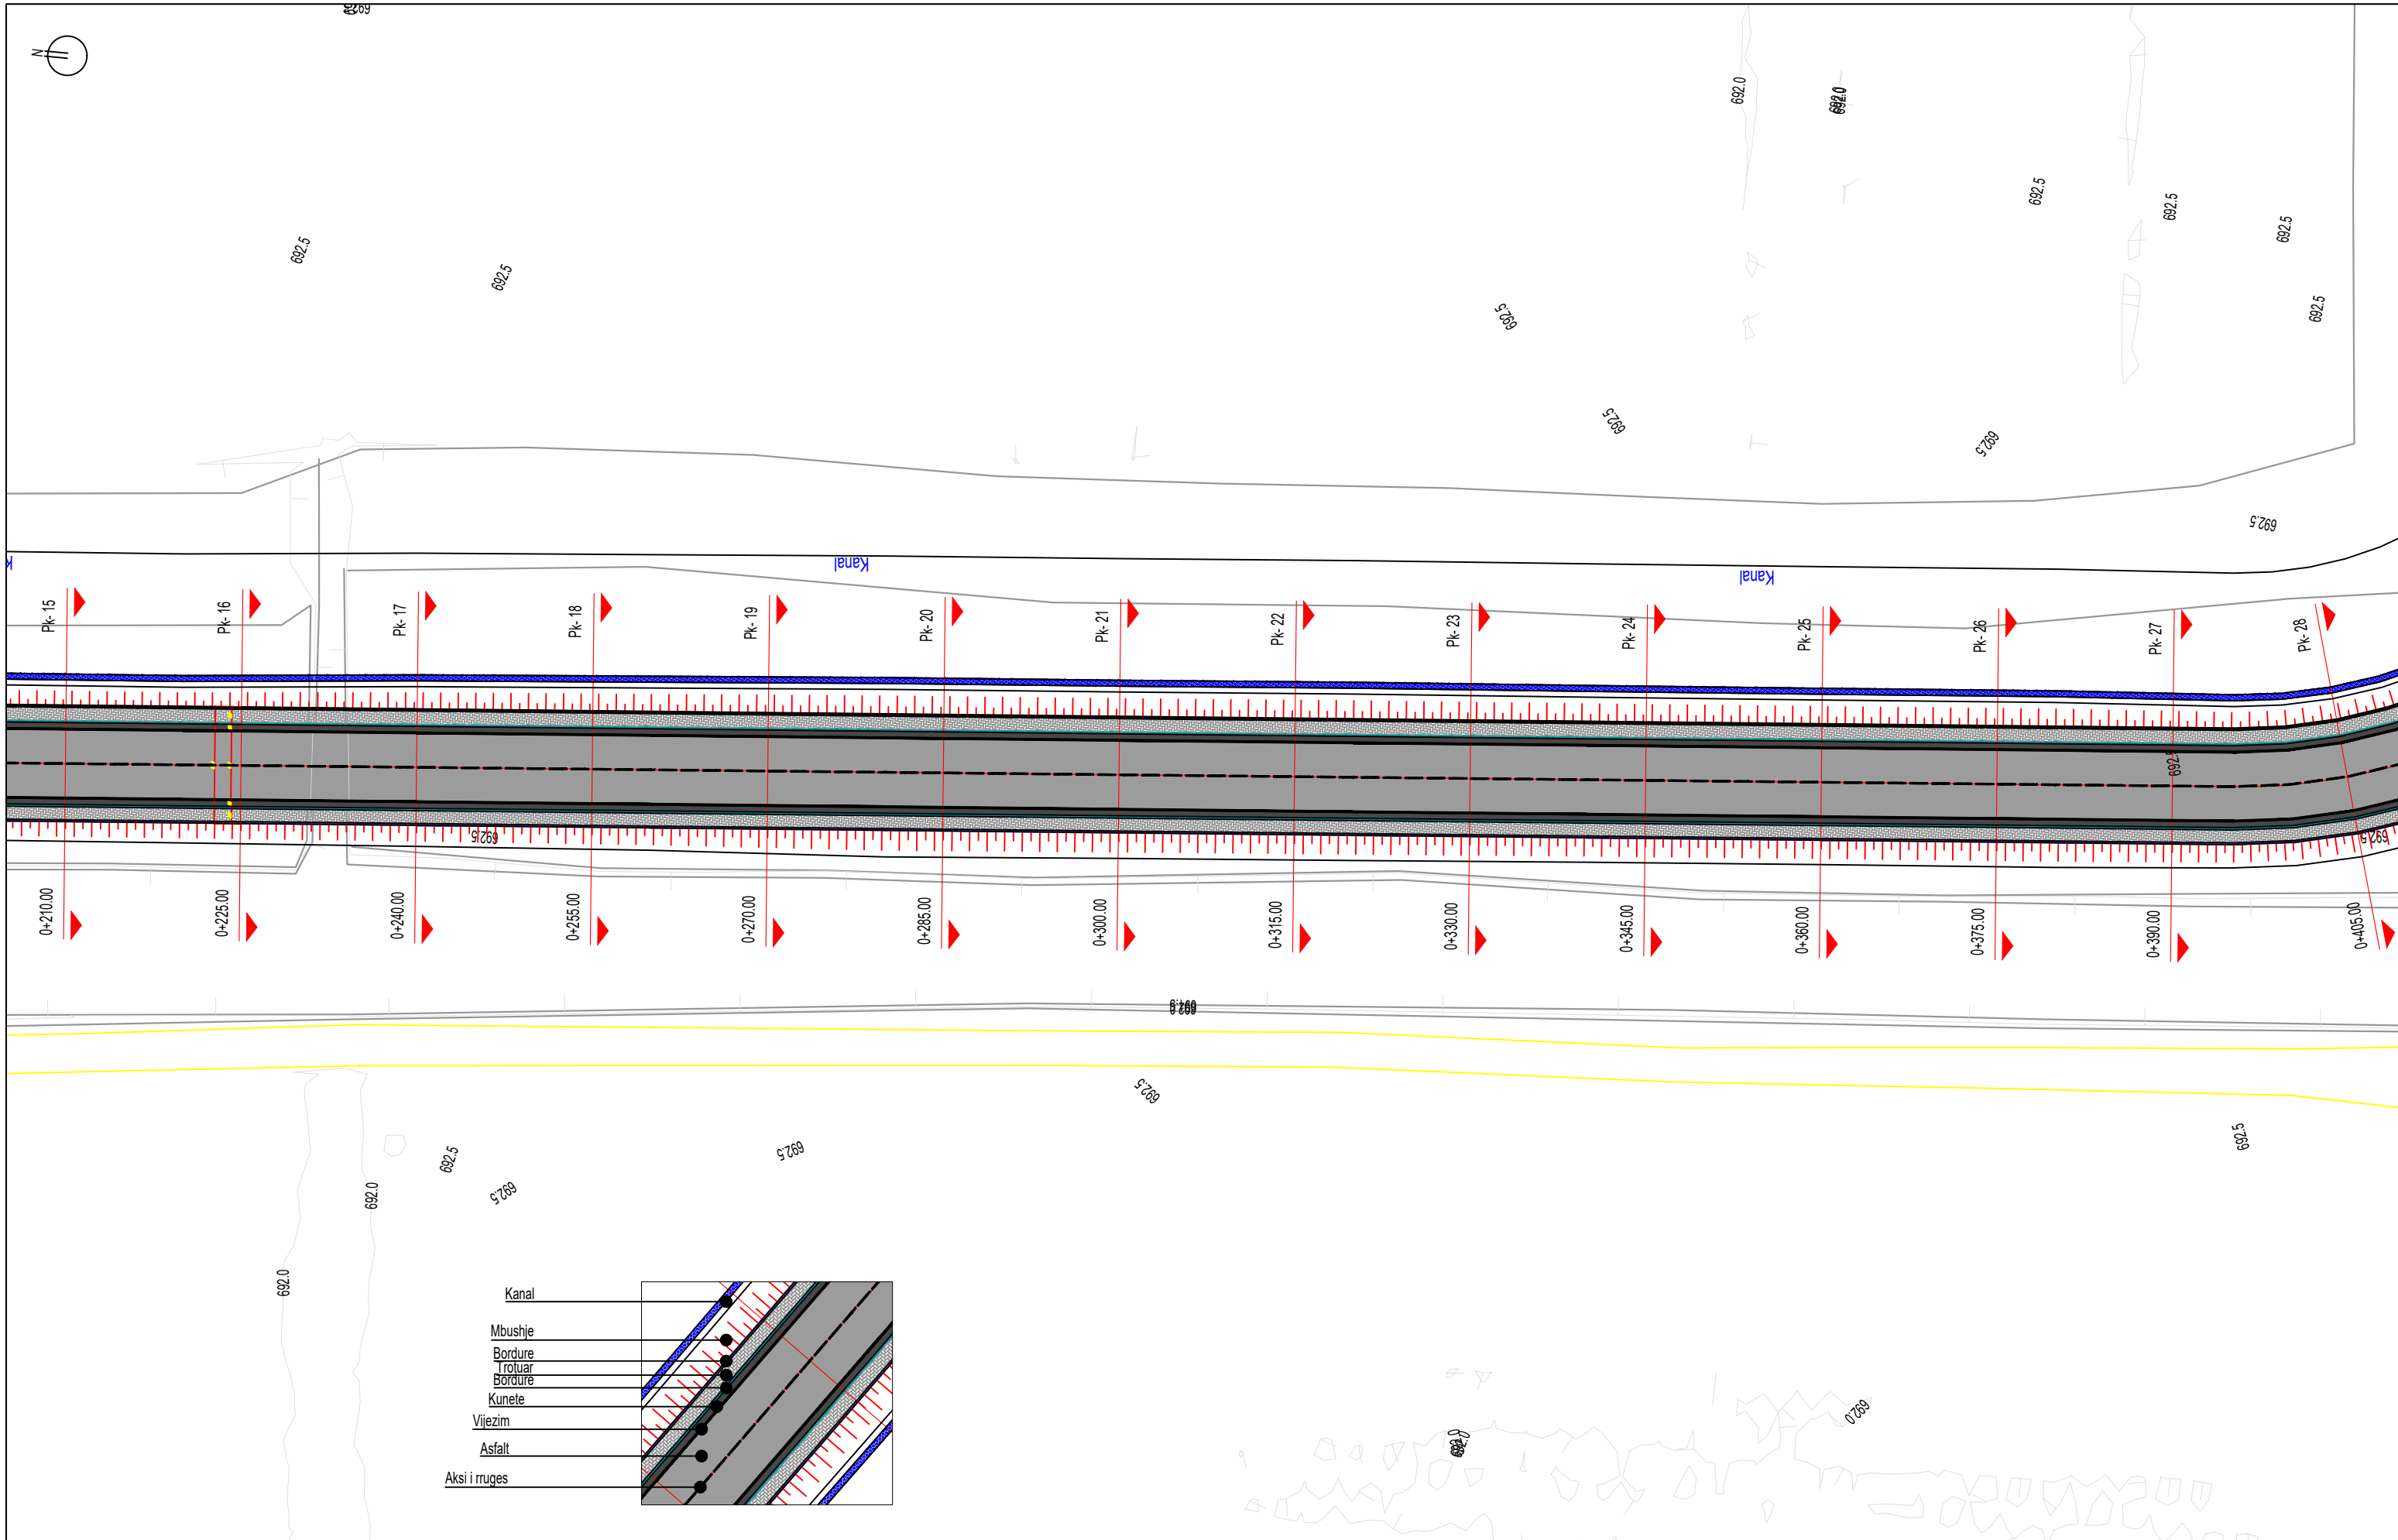 N
692.0
692.5
692.5
692.5
692.5
692.5
692.5
692.5
692.5
692.5
692.5
692.5
Kanal
Kanal
Pk- 15
Pk- 16
Pk- 17
Pk- 18
Pk- 19
Pk- 20
Pk- 21
Pk- 22
Pk- 23
Pk- 24
Pk- 25
Pk- 26
Pk- 27
Pk- 28
692.5
692.5
0+210.00
0+225.00
0+240.00
0+255.00
0+270.00
0+285.00
0+300.00
0+315.00
0+330.00
0+345.00
0+360.00
0+375.00
0+390.00
0+405.00
692.5
692.5
692.5
692.5
692.5
692.0
692.0
Kanal
Mbushje
Bordure
Trotuar
Bordure
Kunete
Vijezim
Asfalt
Aksi i rruges
692.0